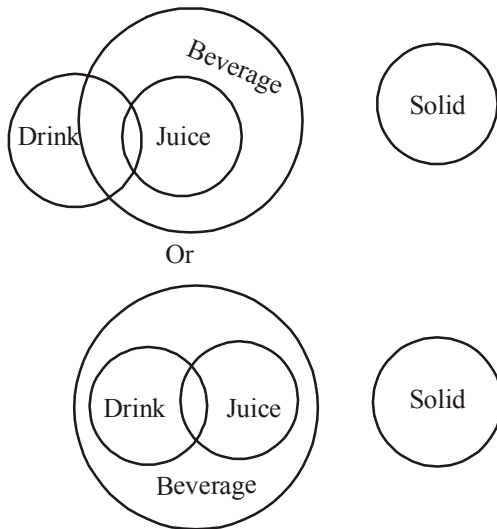 Beverage
Solid
Drink
Juice
Or
Drink
Juice
Solid
Beverage